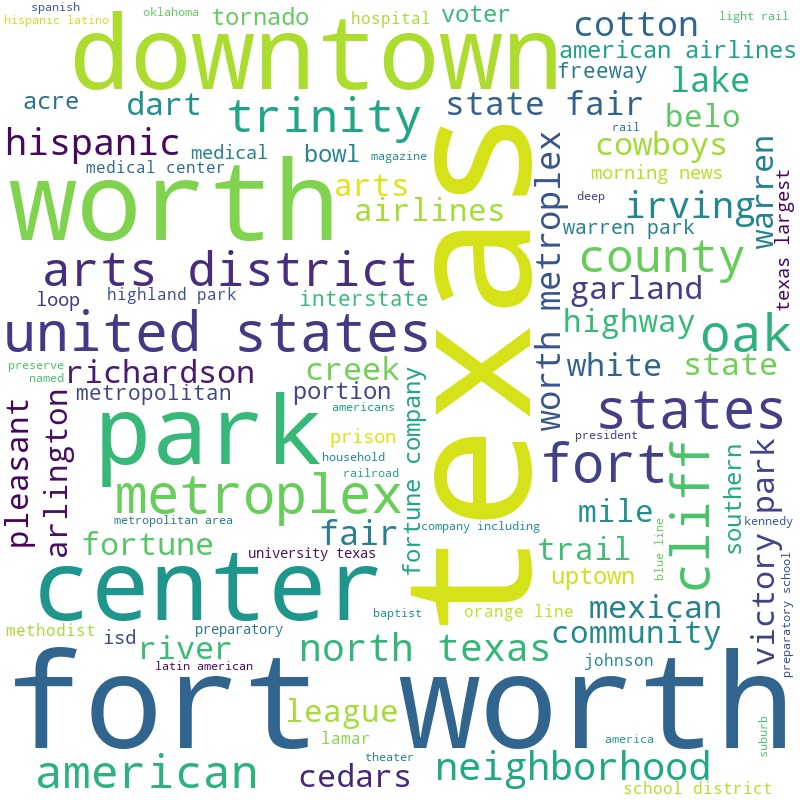 spanish
oklahoma
hospital
voter
light rail
hispanic latino
tornado
cotton
downtown
american airlines
freeway
lake
acre
dart
trinity
state fair
belo
rail
hispanic
medical
bowl
magazine
worth metroplex
cowboys
warren
medical center
morning news
texas largest
worth
arts
airlines
texas
deep
irving
warren park
arts district
county
loop
highland park
interstate
garland
united states
highway
oak
preserve
named
richardson
creek
white
state
metropolitan
portion
pleasant
arlington
park
americans
fortune company
states
prison
president
household
fort
cliff
southern
victory park
railroad
metroplex
mile
metropolitan area
fair
company including
blue line
kennedy
fortune
university texas
trail
preparatory school
center
uptown
baptist
orange line
mexican
methodist
isd
preparatory
community
river
north texas
latin american
johnson
fort worth
league
lamar
america
suburb
theater
american
cedars
neighborhood
school district